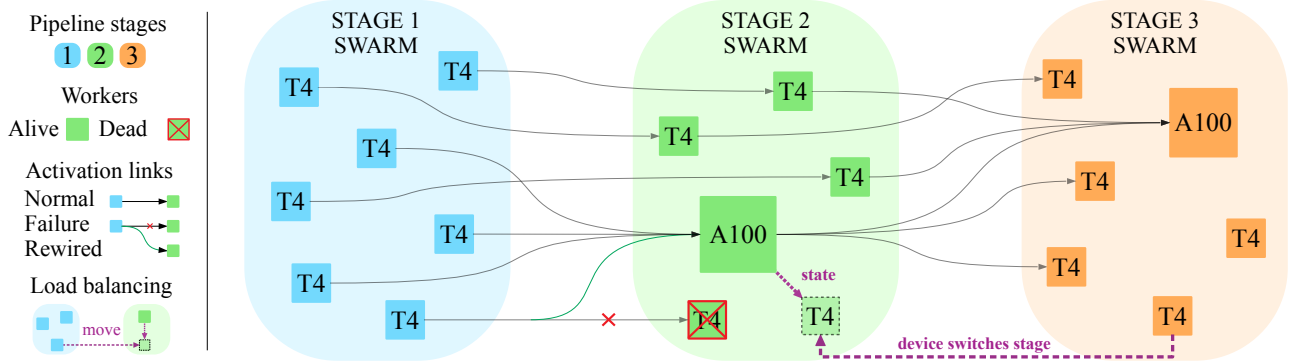 Pipeline stages
1 2 3
Workers
Alive Dead
Activation links
Normal
Failure
Rewired
Load balancing
move
STAGE 1
SWARM
T4
T4
T4
T4
T4
T4
T4
STAGE 2
SWARM
T4
T4
T4
A100
state
T4
T4
STAGE 3
SWARM
T4
A100
T4
T4
T4
T4
device switches stage